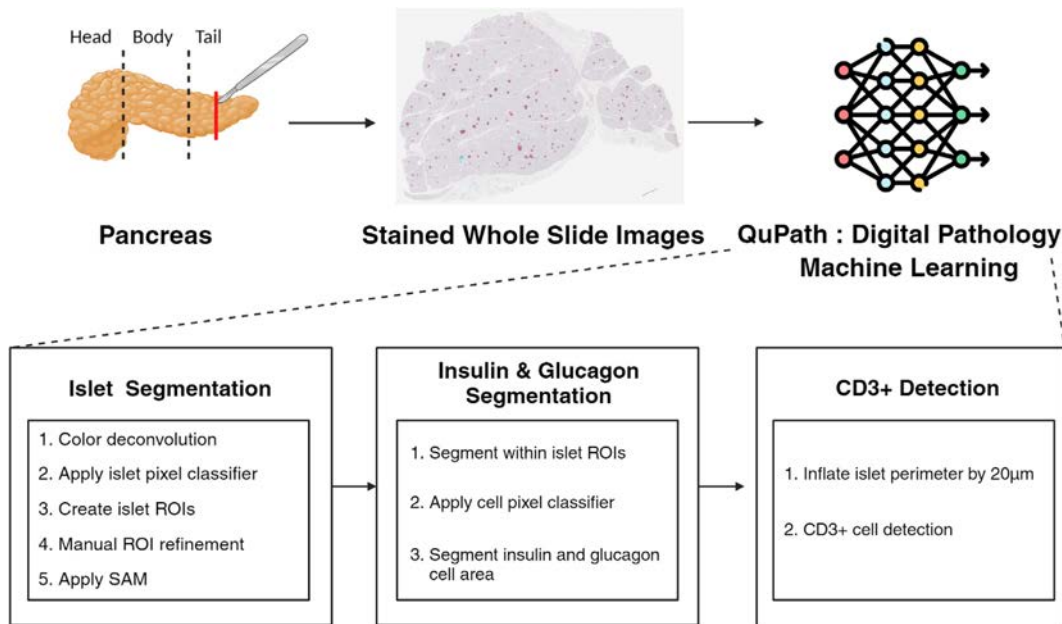 Head Body Tail
Pancreas
Stained Whole Slide Images
QuPath : Digital Pathology
Machine Learning
Islet Segmentation
1. Color deconvolution
2. Apply islet pixel classifier
3. Create islet ROIs
4. Manual ROI refinement
5. Apply SAM
Insulin & Glucagon
Segmentation
1. Segment within islet ROIs
2. Apply cell pixel classifier
3. Segment insulin and glucagon
cell area
CD3+ Detection
1. Inflate islet perimeter by 20µm
2. CD3+ cell detection